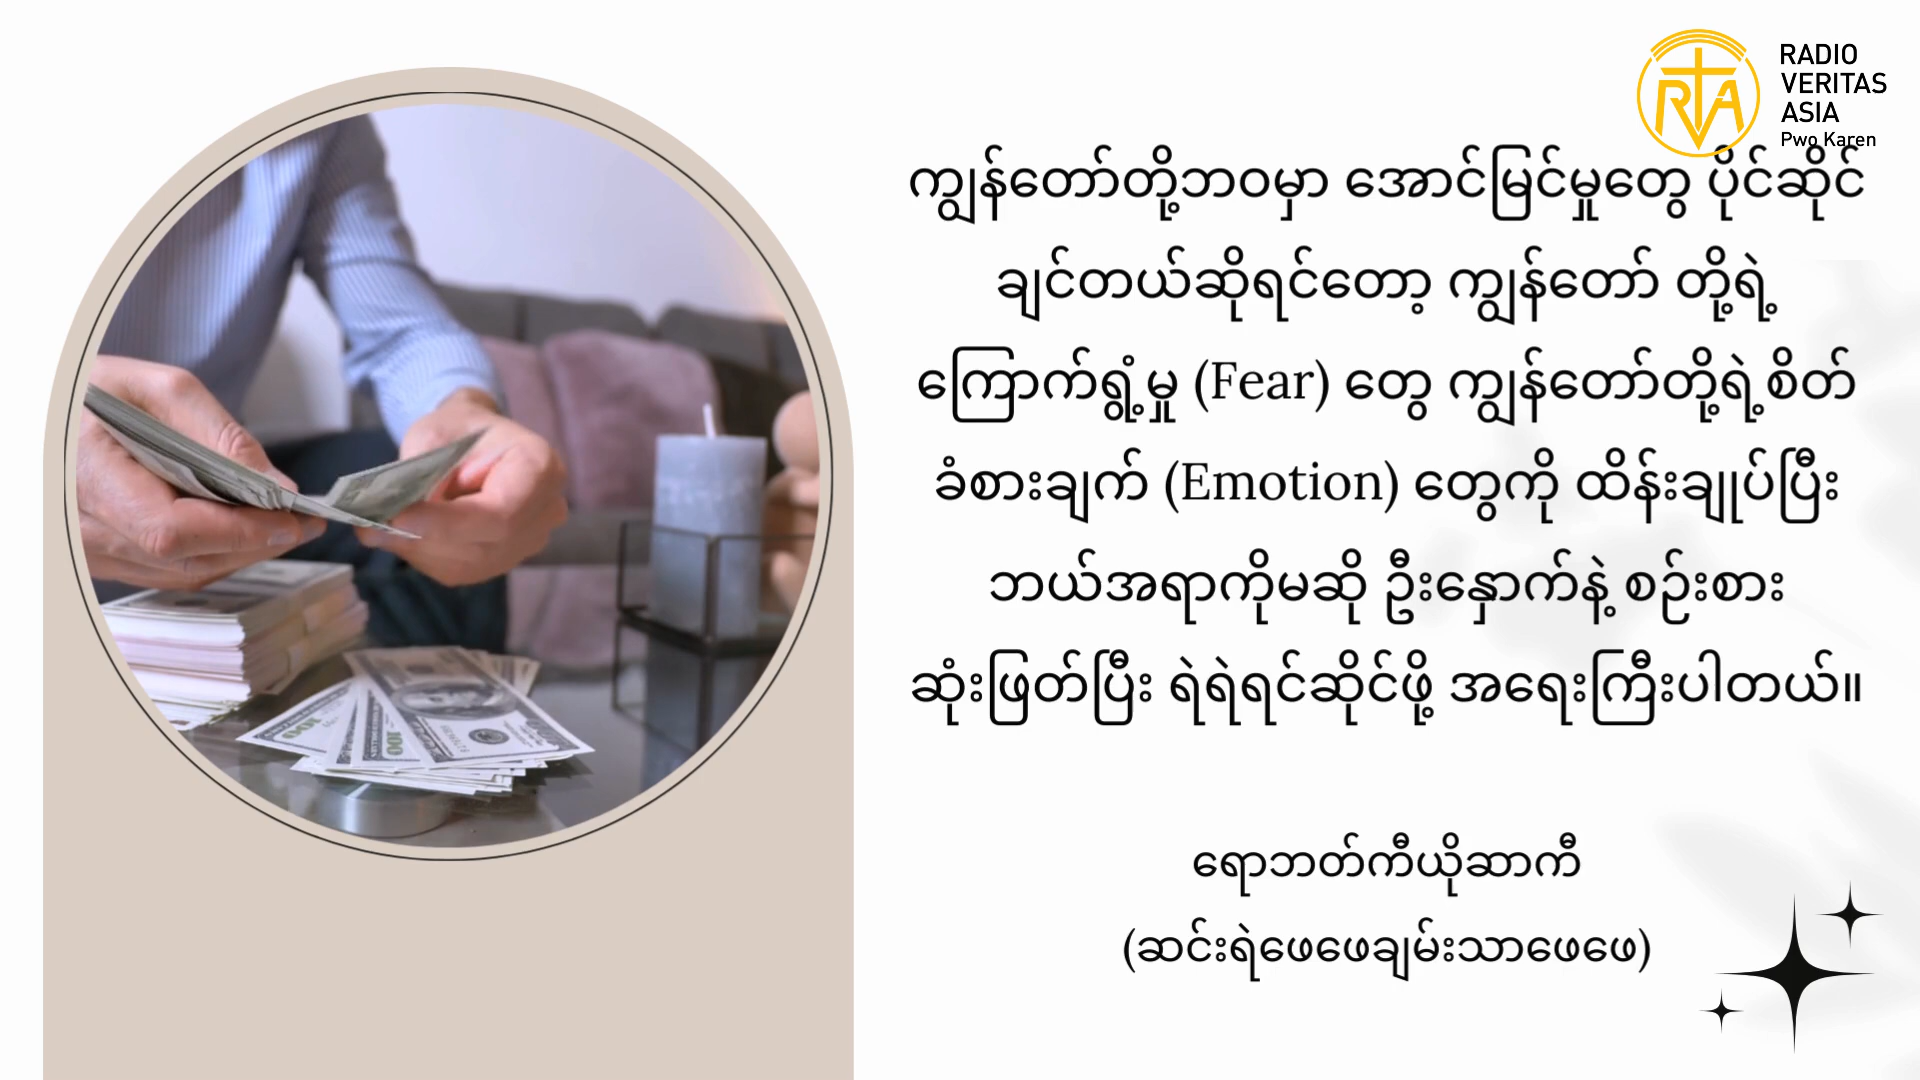 RADIO
VERITAS
ASIA
Pwo Karen
RVA
ကျွန်တော်တို့ဘဝမှာ အောင်မြင်မှုတွေ ပိုင်ဆိုင်
ချင်တယ်ဆိုရင်တော့ ကျွန်တော် တို့ရဲ့
ကြောက်ရွံ့မှု (Fear) တွေ ကျွန်တော်တို့ရဲ့စိတ်
ခံစားချက် (Emotion) တွေကို ထိန်းချုပ်ပြီး
ဘယ်အရာကိုမဆို ဦးနှောက်နဲ့ စဉ်းစား
ဆုံးဖြတ်ပြီး ရဲရဲရင်ဆိုင်ဖို့ အရေးကြီးပါတယ်။
ရောဘတ်ကီယိုဆာကီ
(ဆင်းရဲဖေဖေချမ်းသာဖေဖေ)
100